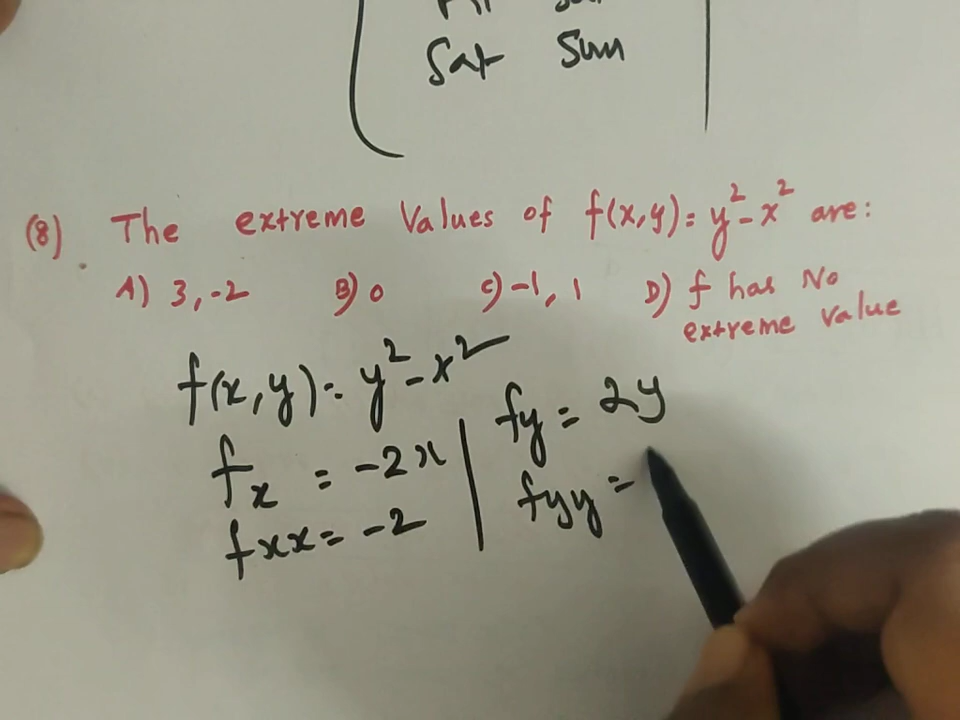 Sat Sun
(8) The extreme Values of f(x,y) = y² - x² are:
A) 3, -2 B) 0 C) -1, 1 D) f has No
extreme value
f(x, y) = y² - x²
fx = -2x | fy = 2y
fxx = -2 | fyy =